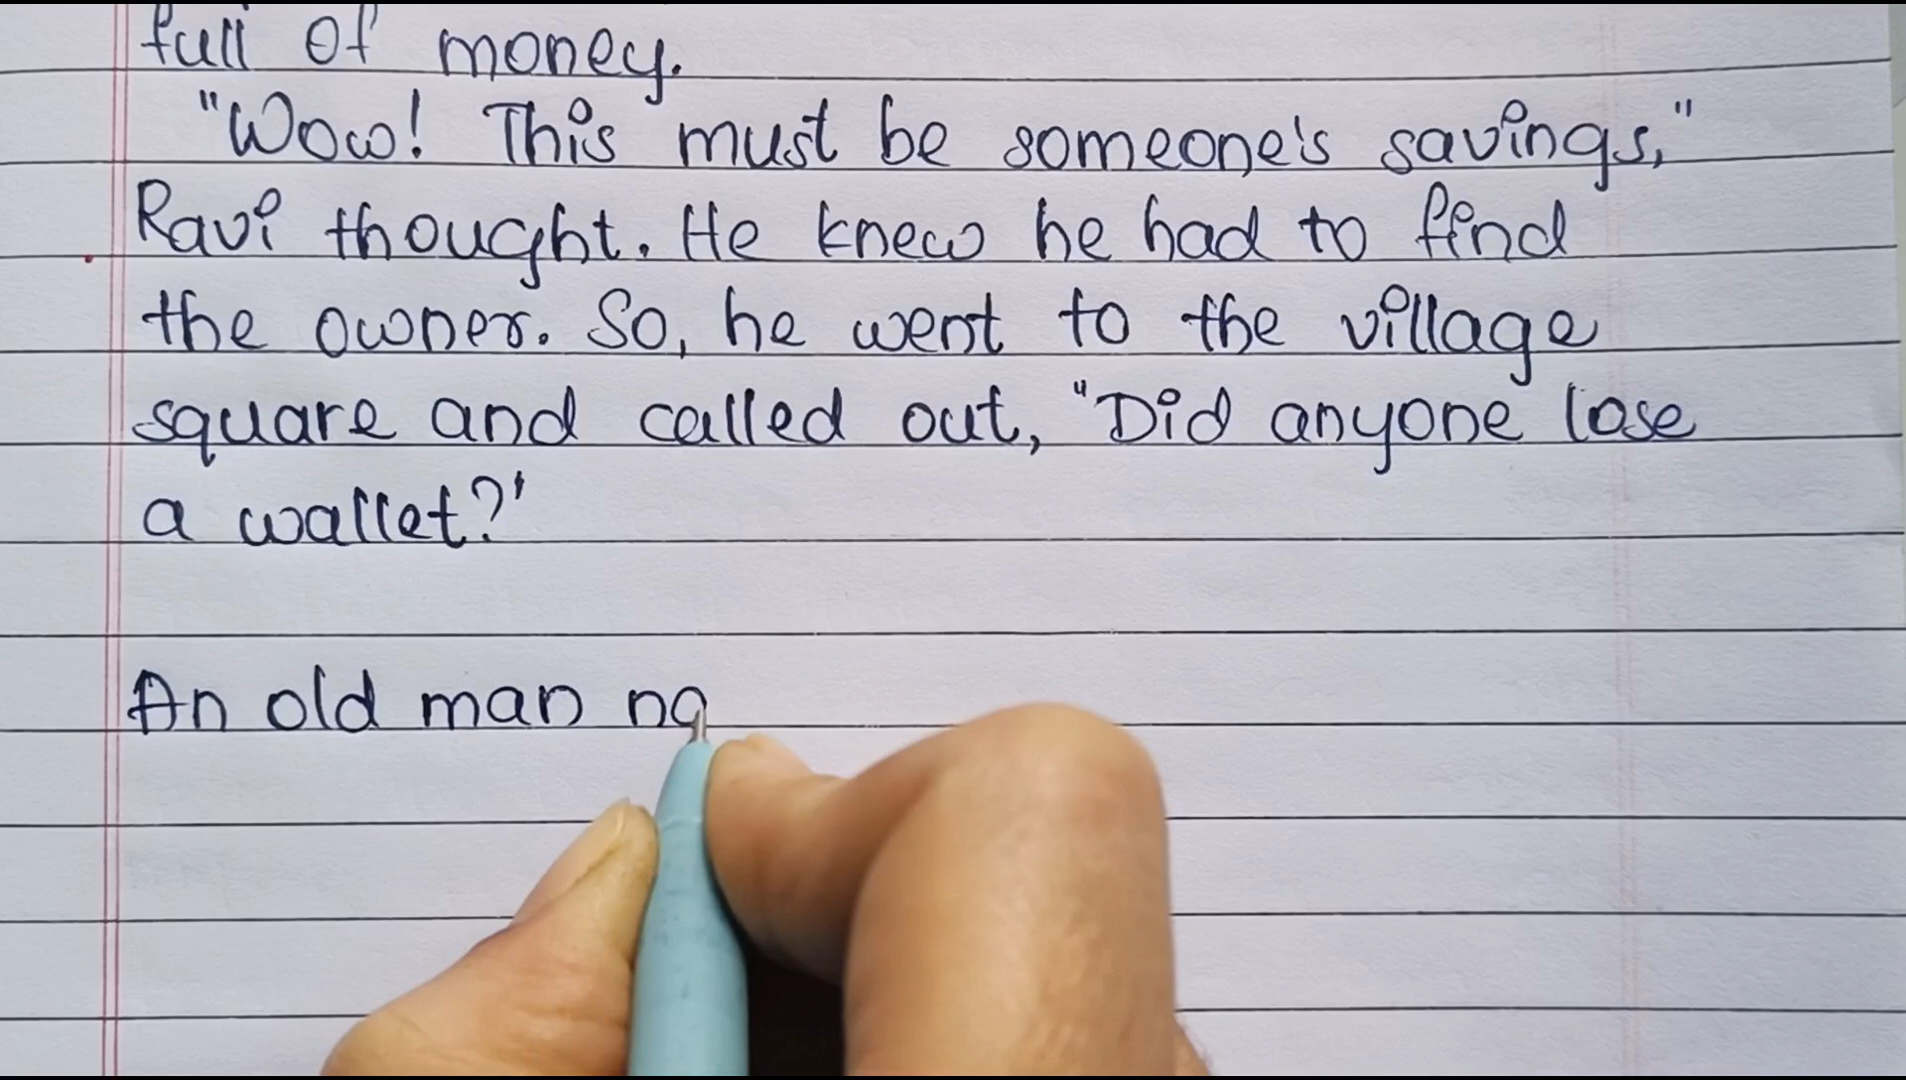 full of money.
"Wow! This must be someone's savings,"
Ravi thought. He knew he had to find
the owner. So, he went to the village
square and called out, "Did anyone lose
a wallet?'
An old man na